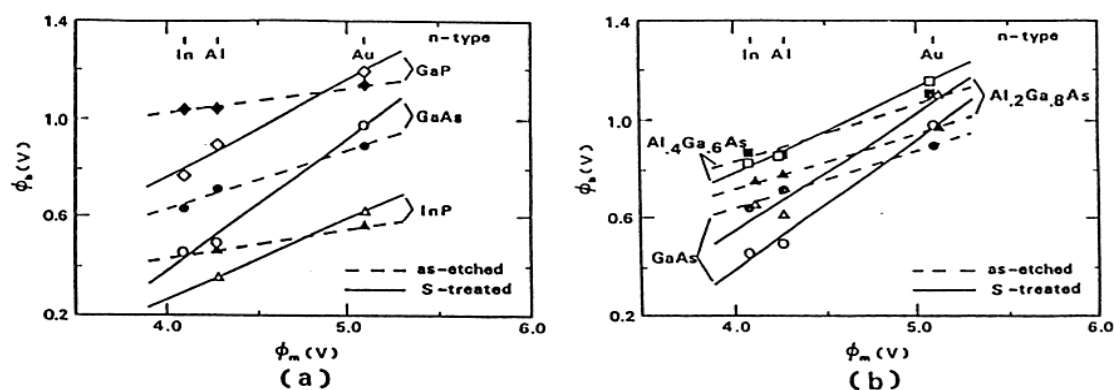 1.4
1.0
0.6
0.2
ϕb (V)
In Al
Au
n-type
GaP
GaAs
InP
as-etched
S-treated
4.0
5.0
6.0
ϕm (V)
(a)
1.4
1.0
0.6
0.2
ϕb (V)
In Al
Au
n-type
Al.2Ga.8As
Al.4Ga.6As
GaAs
as-etched
S-treated
4.0
5.0
6.0
ϕm (V)
(b)